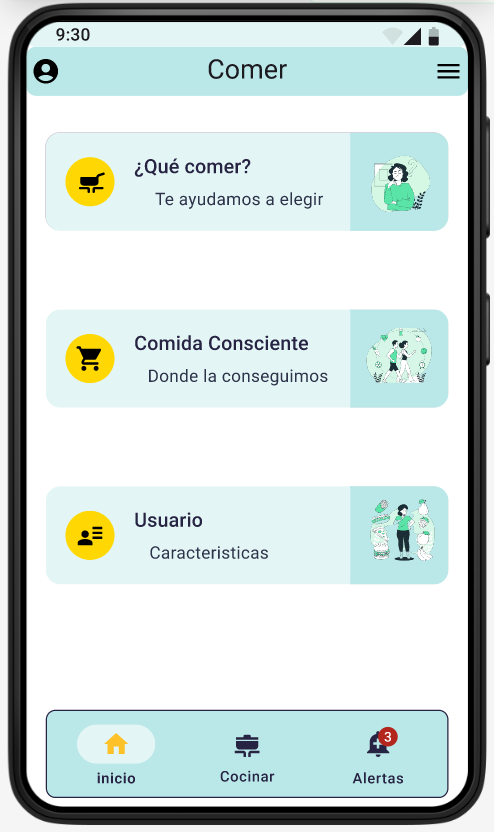 9:30
Comer
¿Qué comer?
Te ayudamos a elegir
Comida Consciente
Donde la conseguimos
Usuario
Caracteristicas
3
inicio
Cocinar
Alertas